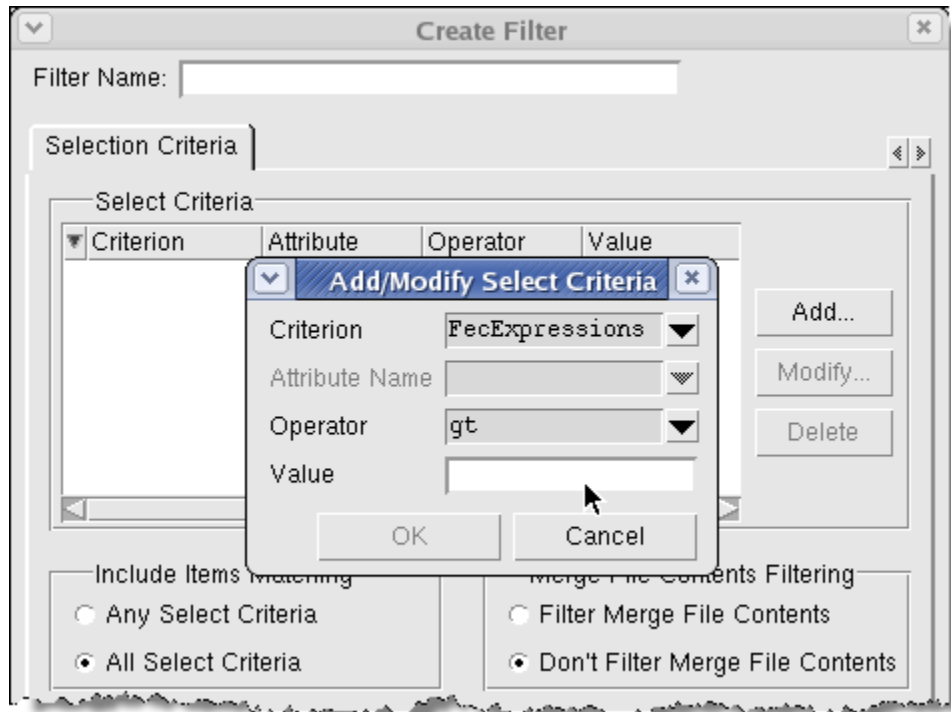 Create Filter
Filter Name:
Selection Criteria
Select Criteria
Criterion Attribute Operator Value
Add/Modify Select Criteria
Criterion FecExpressions
Attribute Name
Operator gt
Value
OK Cancel
Add...
Modify...
Delete
Include Items Matching
Any Select Criteria
All Select Criteria
Merge File Contents Filtering
Filter Merge File Contents
Don't Filter Merge File Contents